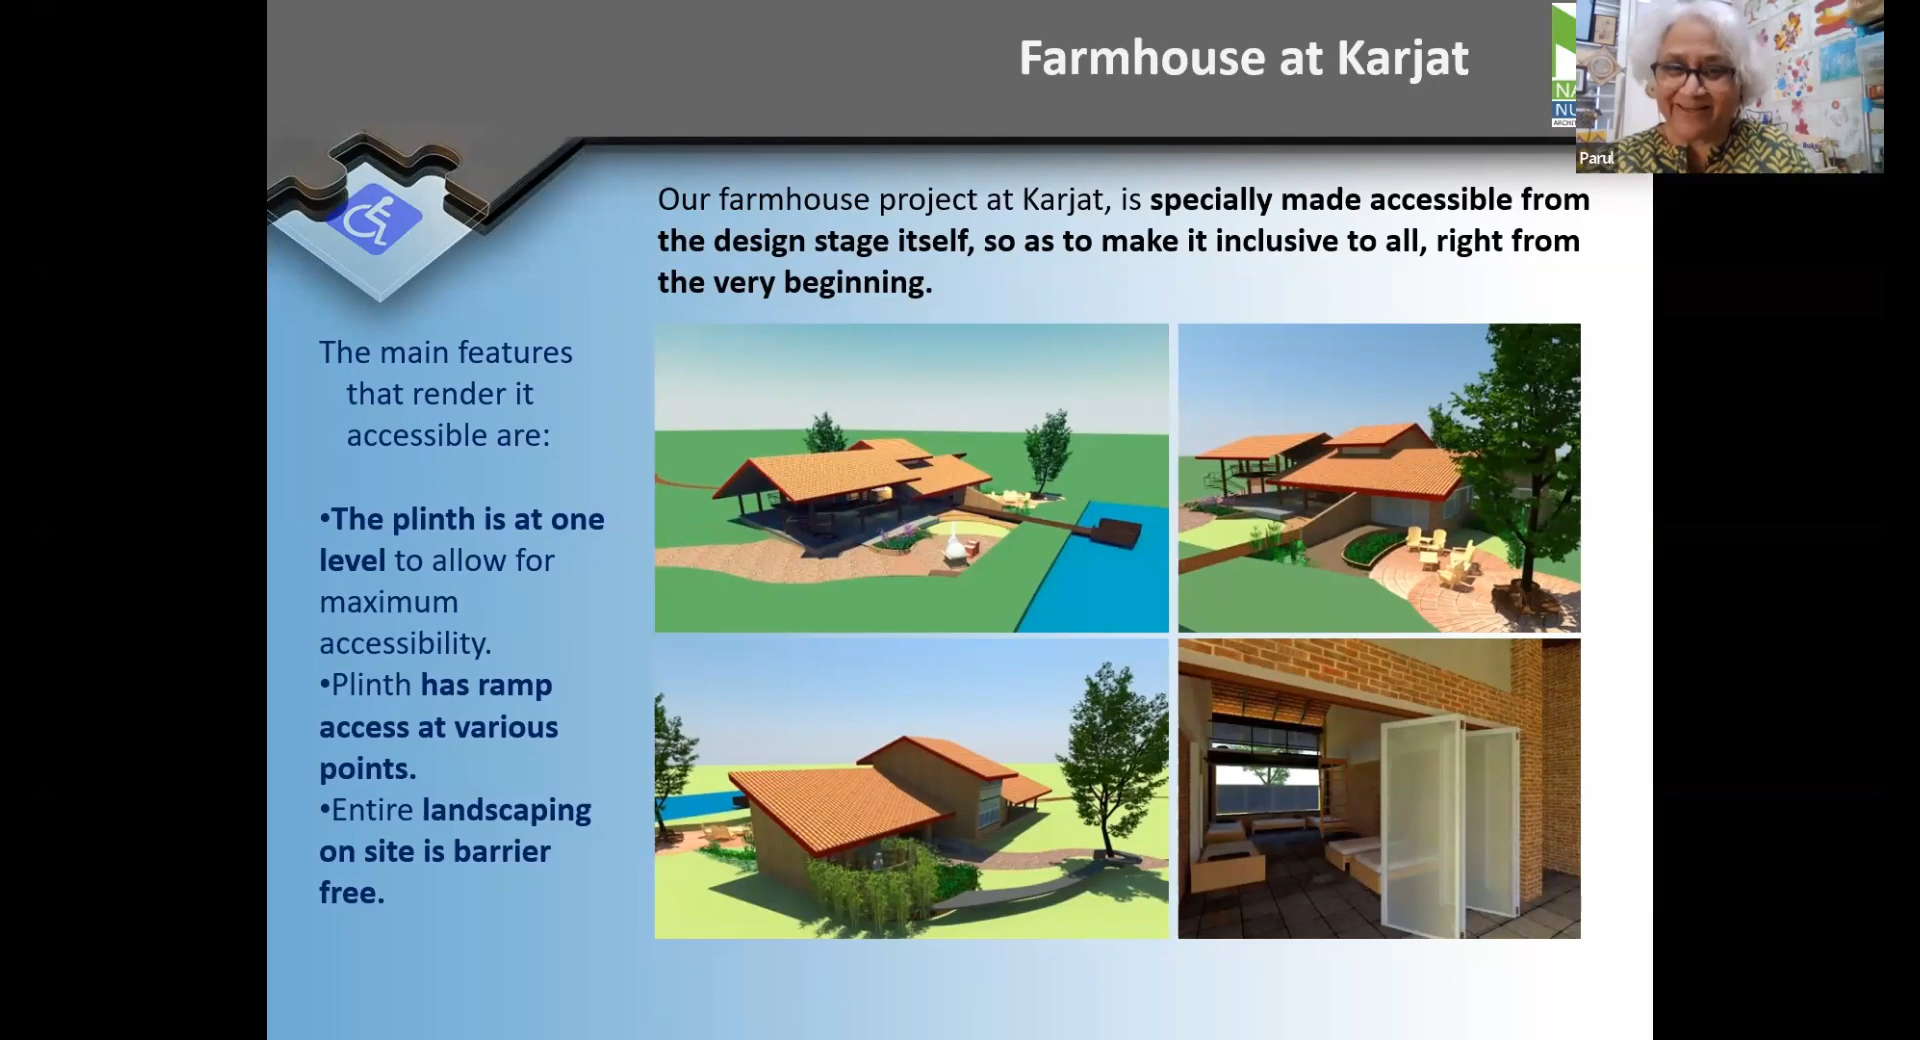 Farmhouse at Karjat
NA
NU
ARCHI
Parul
Our farmhouse project at Karjat, is specially made accessible from
the design stage itself, so as to make it inclusive to all, right from
the very beginning.
The main features
that render it
accessible are:
•The plinth is at one
level to allow for
maximum
accessibility.
•Plinth has ramp
access at various
points.
•Entire landscaping
on site is barrier
free.